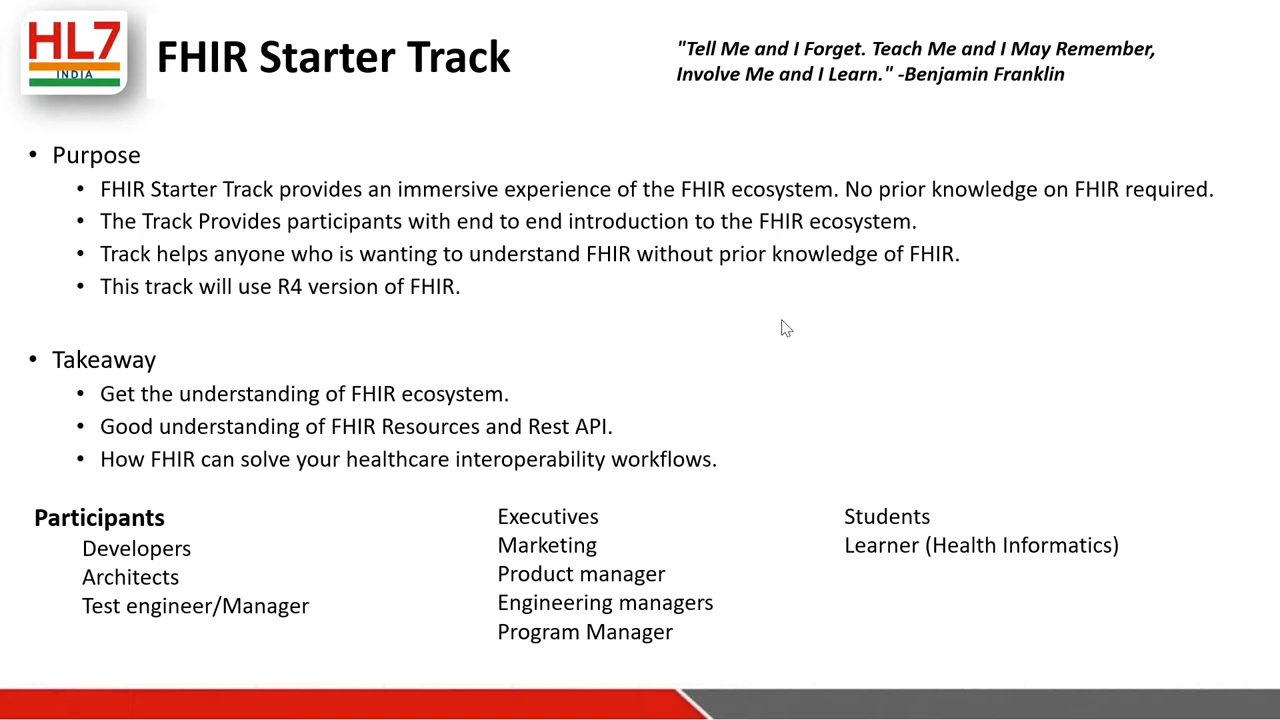 HL7
INDIA
FHIR Starter Track
"Tell Me and I Forget. Teach Me and I May Remember,
Involve Me and I Learn." -Benjamin Franklin
• Purpose
• FHIR Starter Track provides an immersive experience of the FHIR ecosystem. No prior knowledge on FHIR required.
• The Track Provides participants with end to end introduction to the FHIR ecosystem.
• Track helps anyone who is wanting to understand FHIR without prior knowledge of FHIR.
• This track will use R4 version of FHIR.
• Takeaway
• Get the understanding of FHIR ecosystem.
• Good understanding of FHIR Resources and Rest API.
• How FHIR can solve your healthcare interoperability workflows.
Participants
Developers
Architects
Test engineer/Manager
Executives
Marketing
Product manager
Engineering managers
Program Manager
Students
Learner (Health Informatics)